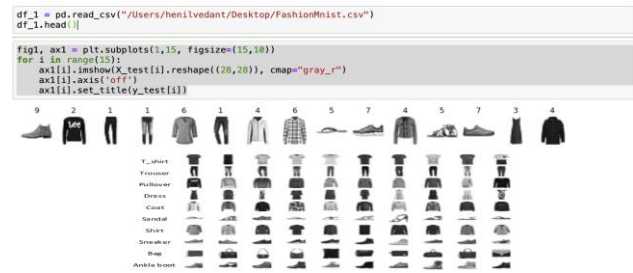 df_1 = pd.read_csv("/Users/henilvedant/Desktop/FashionMnist.csv")
df_1.head()
fig1, ax1 = plt.subplots(1,15, figsize=(15,10))
for i in range(15):
    ax1[i].imshow(X_test[i].reshape((28,28)), cmap="gray_r")
    ax1[i].axis('off')
    ax1[i].set_title(y_test[i])
9 2 1 1 6 1 4 6 5 7 4 5 7 3 4
Lee
T_shirt
Trouser
Pullover
Dress
Coat
Sandal
Shirt
Sneaker
Bag
Ankle boot